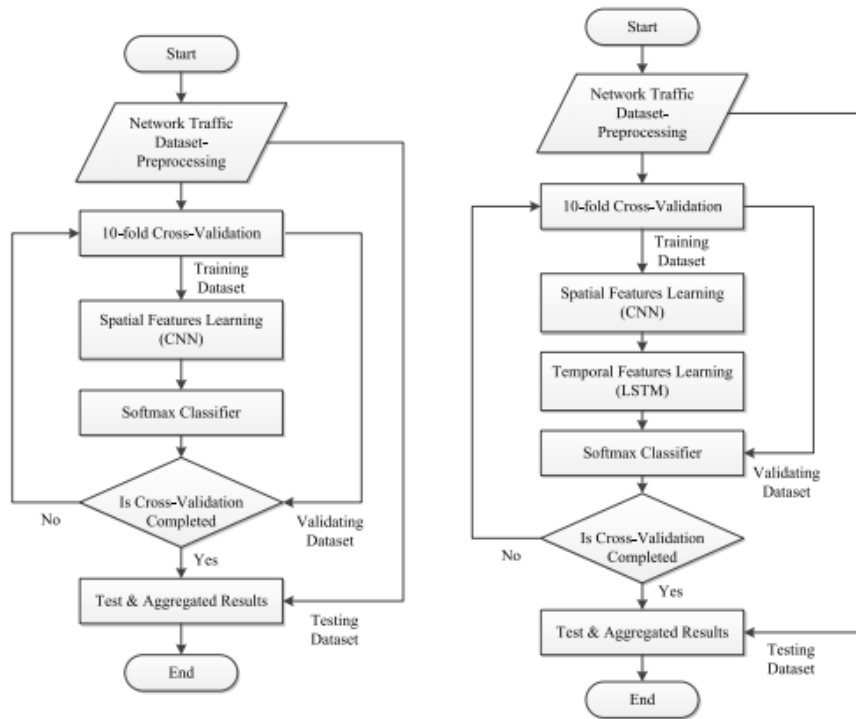 Start
Network Traffic
Dataset-
Preprocessing
10-fold Cross-Validation
Training
Dataset
Spatial Features Learning
(CNN)
Softmax Classifier
Is Cross-Validation
Completed
No
Validating
Dataset
Yes
Test & Aggregated Results
Testing
Dataset
End
Start
Network Traffic
Dataset-
Preprocessing
10-fold Cross-Validation
Training
Dataset
Spatial Features Learning
(CNN)
Temporal Features Learning
(LSTM)
Softmax Classifier
Validating
Dataset
Is Cross-Validation
Completed
No
Yes
Test & Aggregated Results
Testing
Dataset
End